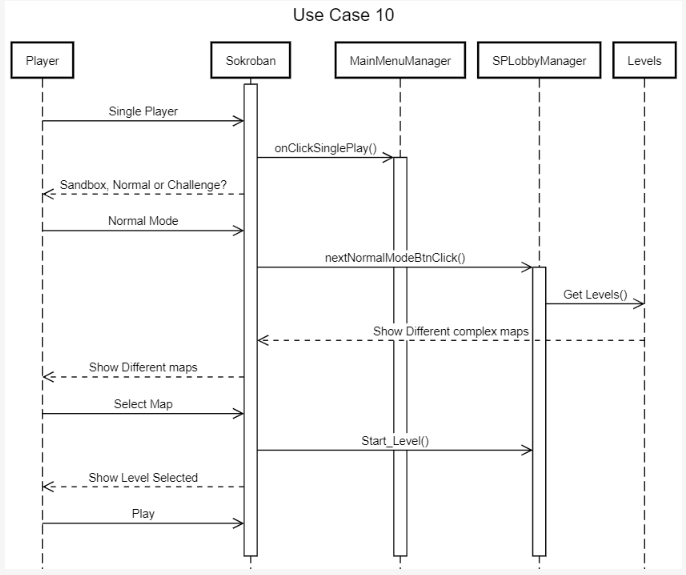 Use Case 10
Player
Sokroban
MainMenuManager
SPLobbyManager
Levels
Single Player
onClickSinglePlay()
Sandbox, Normal or Challenge?
Normal Mode
nextNormalModeBtnClick()
Get Levels()
Show Different complex maps
Show Different maps
Select Map
Start_Level()
Show Level Selected
Play